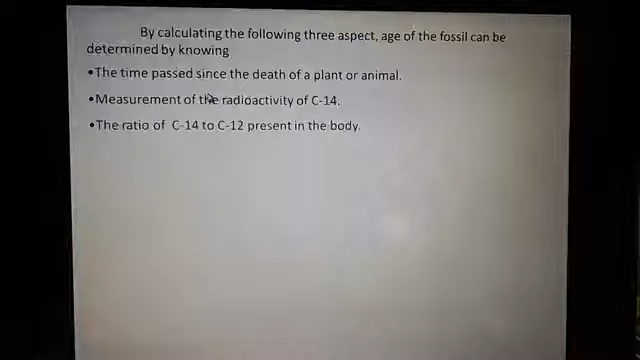 By calculating the following three aspect, age of the fossil can be
determined by knowing
•The time passed since the death of a plant or animal.
•Measurement of the radioactivity of C-14.
•The ratio of C-14 to C-12 present in the body.